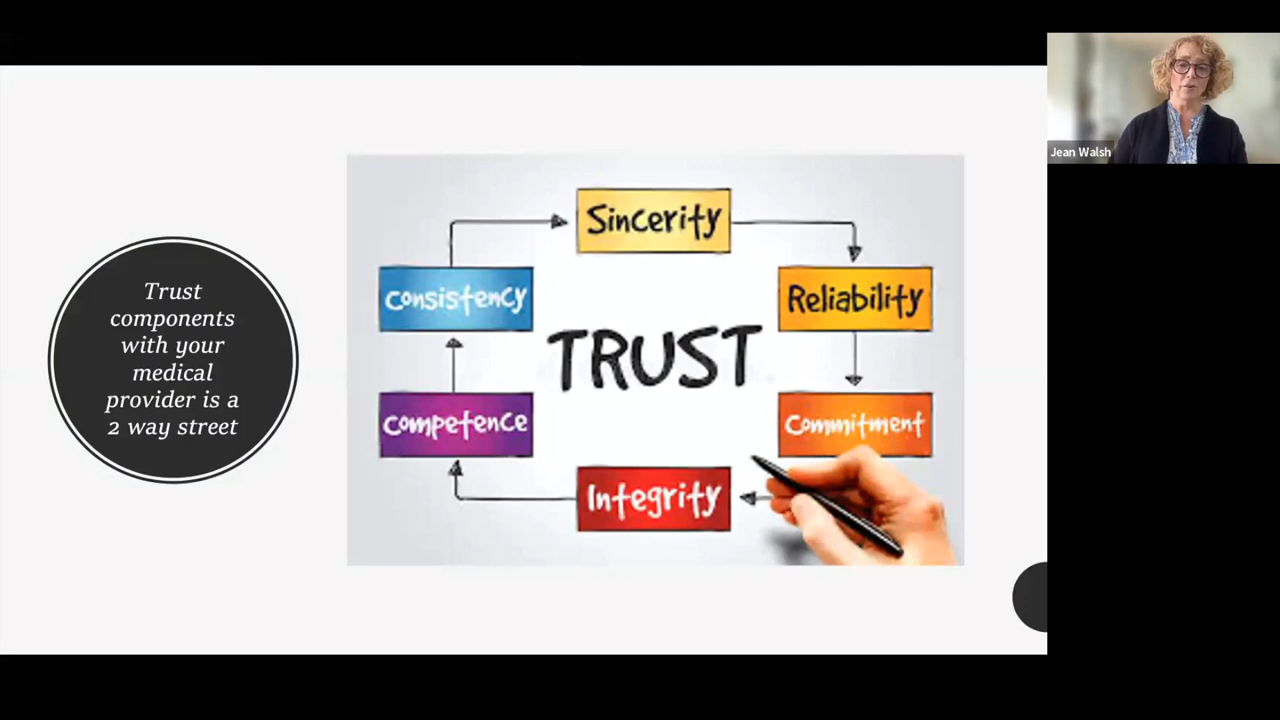 Trust
components
with your
medical
provider is a
2 way street
Sincerity
Consistency
Reliability
TRUST
Competence
Commitment
Integrity
Jean Walsh